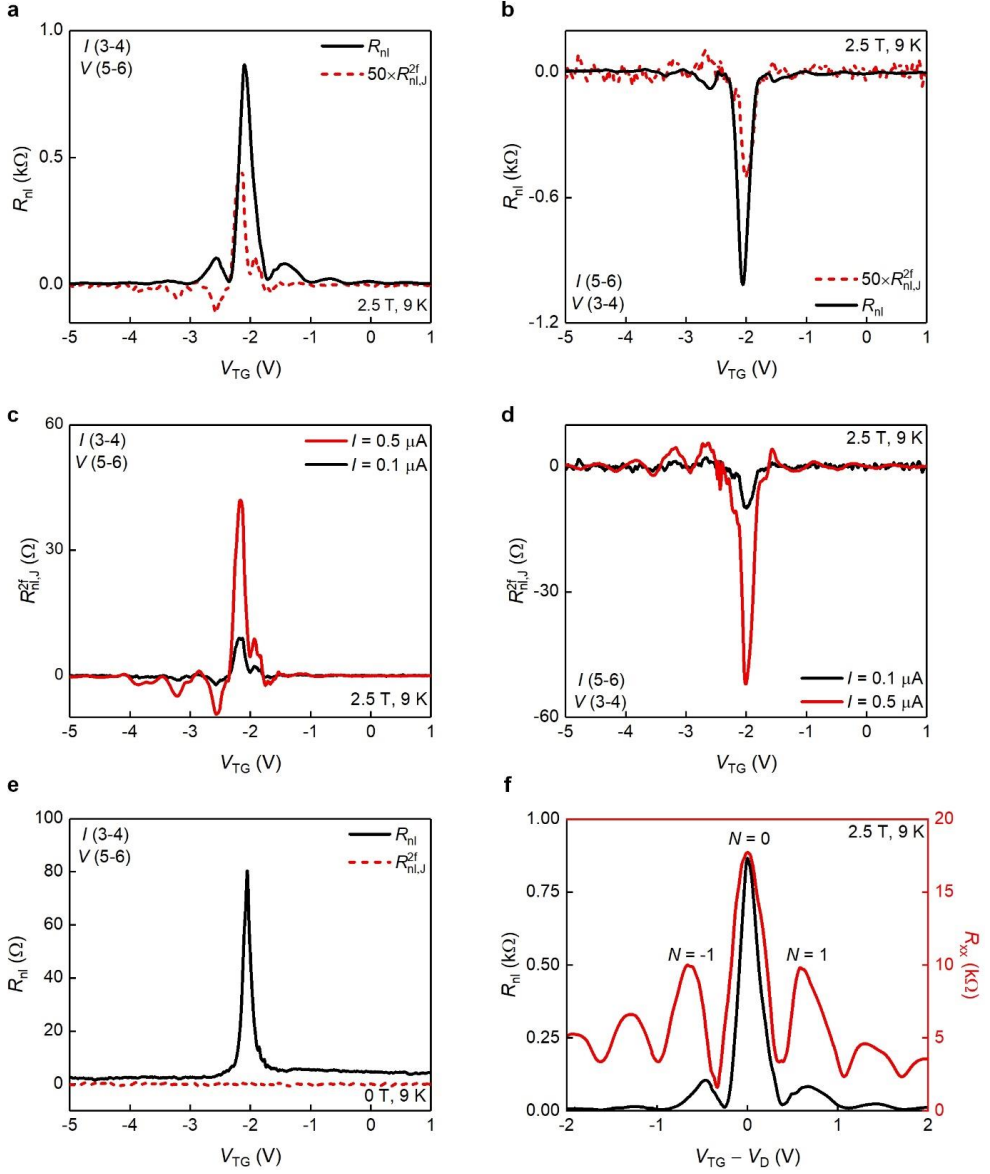 a
I (3-4)
V (5-6)
R_nl
50×R^2f_nl,J
2.5 T, 9 K
1.0
0.5
0.0
R_nl (kΩ)
-5 -4 -3 -2 -1 0 1
V_TG (V)
b
2.5 T, 9 K
0.0
-0.6
-1.2
R_nl (kΩ)
I (5-6)
V (3-4)
50×R^2f_nl,J
R_nl
-5 -4 -3 -2 -1 0 1
V_TG (V)
c
I (3-4)
V (5-6)
I = 0.5 μA
I = 0.1 μA
2.5 T, 9 K
60
30
0
R^2f_nl,J (Ω)
-5 -4 -3 -2 -1 0 1
V_TG (V)
d
2.5 T, 9 K
0
-30
-60
R^2f_nl,J (Ω)
I (5-6)
V (3-4)
I = 0.1 μA
I = 0.5 μA
-5 -4 -3 -2 -1 0 1
V_TG (V)
e
I (3-4)
V (5-6)
R_nl
R^2f_nl,J
0 T, 9 K
100
80
60
40
20
0
R_nl (Ω)
-5 -4 -3 -2 -1 0 1
V_TG (V)
f
2.5 T, 9 K
N = 0
N = -1
N = 1
1.00
0.75
0.50
0.25
0.00
R_nl (kΩ)
20
15
10
5
0
R_xx (kΩ)
-2 -1 0 1 2
V_TG − V_D (V)